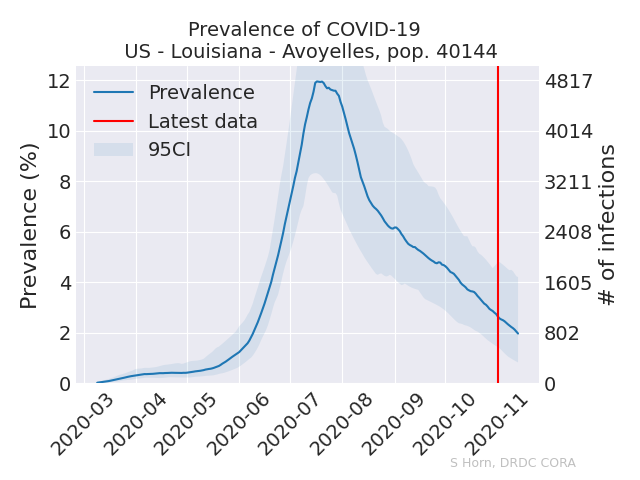 Prevalence of COVID-19
US - Louisiana - Avoyelles, pop. 40144
Prevalence
Latest data
95CI
Prevalence (%)
12
10
8
6
4
2
0
4817
4014
3211
2408
1605
802
0
# of infections
2020-03
2020-04
2020-05
2020-06
2020-07
2020-08
2020-09
2020-10
2020-11
S Horn, DRDC CORA